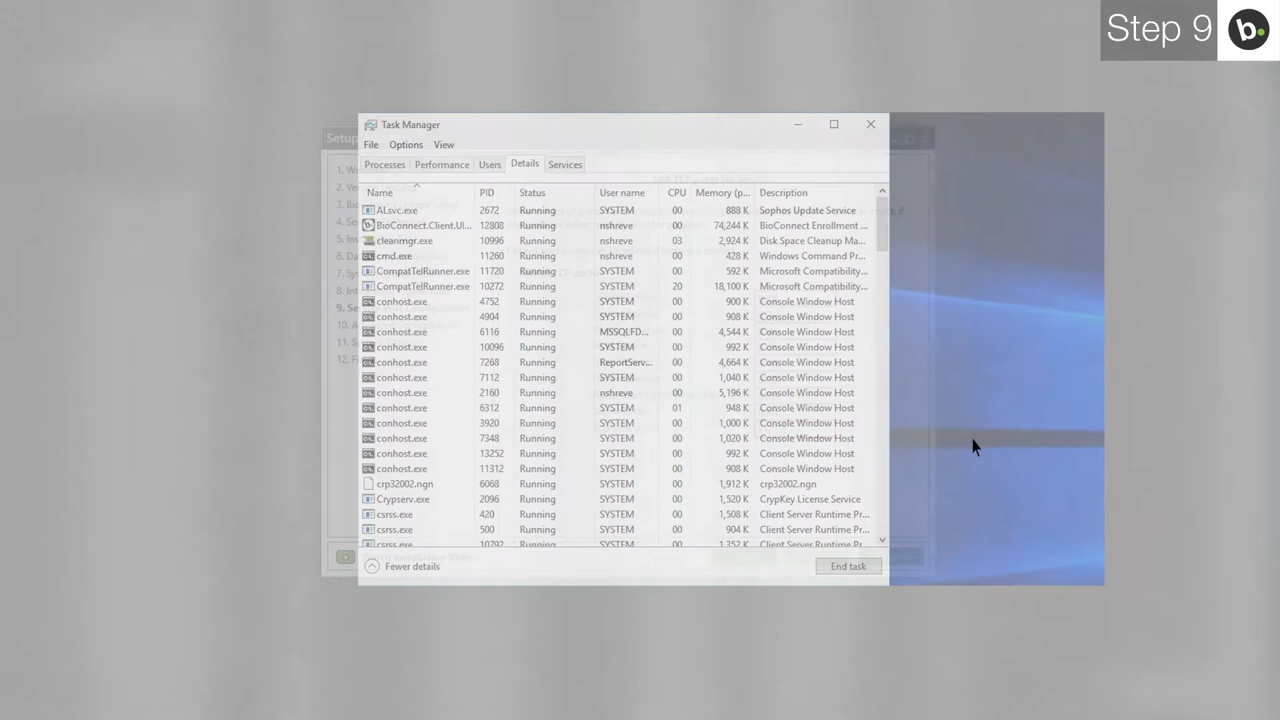 Step 9 b.
Task Manager
Setup
File Options View
Processes Performance Users Details Services
Name PID Status User name CPU Memory (p... Description
ALsvc.exe 2672 Running SYSTEM 00 888 K Sophos Update Service
BioConnect.Client.UI... 12808 Running nshreve 00 74,244 K BioConnect Enrollment ...
cleanmgr.exe 10996 Running nshreve 03 2,924 K Disk Space Cleanup Ma...
cmd.exe 11260 Running nshreve 00 428 K Windows Command Pr...
CompatTelRunner.exe 11720 Running SYSTEM 00 592 K Microsoft Compatibility...
CompatTelRunner.exe 10272 Running SYSTEM 20 18,100 K Microsoft Compatibility...
conhost.exe 4752 Running SYSTEM 00 900 K Console Window Host
conhost.exe 4904 Running SYSTEM 00 908 K Console Window Host
conhost.exe 6116 Running MSSQLFD... 00 4,544 K Console Window Host
conhost.exe 10096 Running SYSTEM 00 992 K Console Window Host
conhost.exe 7268 Running ReportServ... 00 4,664 K Console Window Host
conhost.exe 7112 Running SYSTEM 00 1,040 K Console Window Host
conhost.exe 2160 Running nshreve 00 5,196 K Console Window Host
conhost.exe 6312 Running SYSTEM 01 948 K Console Window Host
conhost.exe 3920 Running SYSTEM 00 1,000 K Console Window Host
conhost.exe 7348 Running SYSTEM 00 1,020 K Console Window Host
conhost.exe 13252 Running SYSTEM 00 992 K Console Window Host
conhost.exe 11312 Running SYSTEM 00 908 K Console Window Host
crp32002.ngn 6068 Running SYSTEM 00 1,912 K crp32002.ngn
Crypserv.exe 2096 Running SYSTEM 00 1,520 K CrypKey License Service
csrss.exe 420 Running SYSTEM 00 1,508 K Client Server Runtime Pr...
csrss.exe 500 Running SYSTEM 00 904 K Client Server Runtime Pr...
csrss.exe 10792 Running SYSTEM 00 1,352 K Client Server Runtime Pr...
Fewer details End task